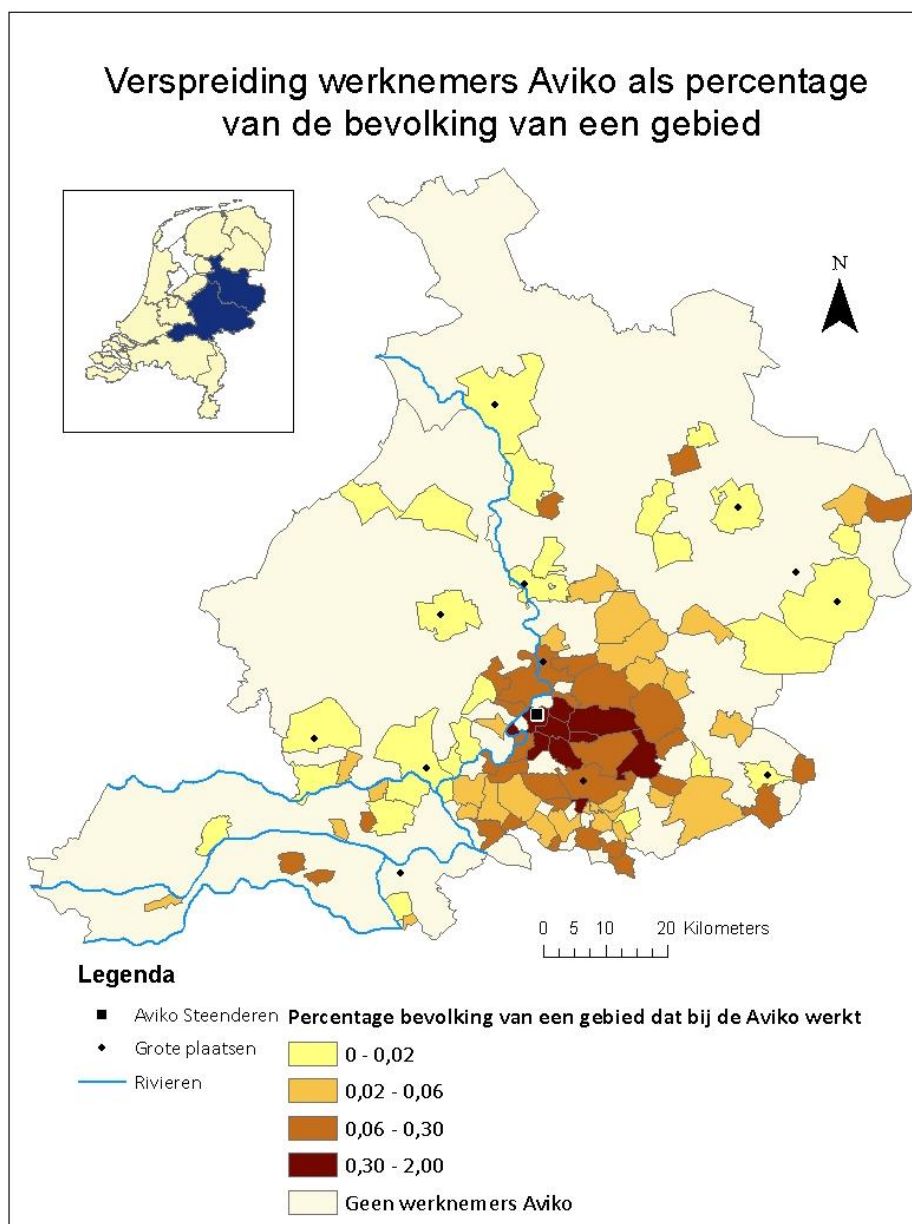 Verspreiding werknemers Aviko als percentage
van de bevolking van een gebied
N
0 5 10 20 Kilometers
Legenda
Aviko Steenderen
Grote plaatsen
Rivieren
Percentage bevolking van een gebied dat bij de Aviko werkt
0 - 0,02
0,02 - 0,06
0,06 - 0,30
0,30 - 2,00
Geen werknemers Aviko